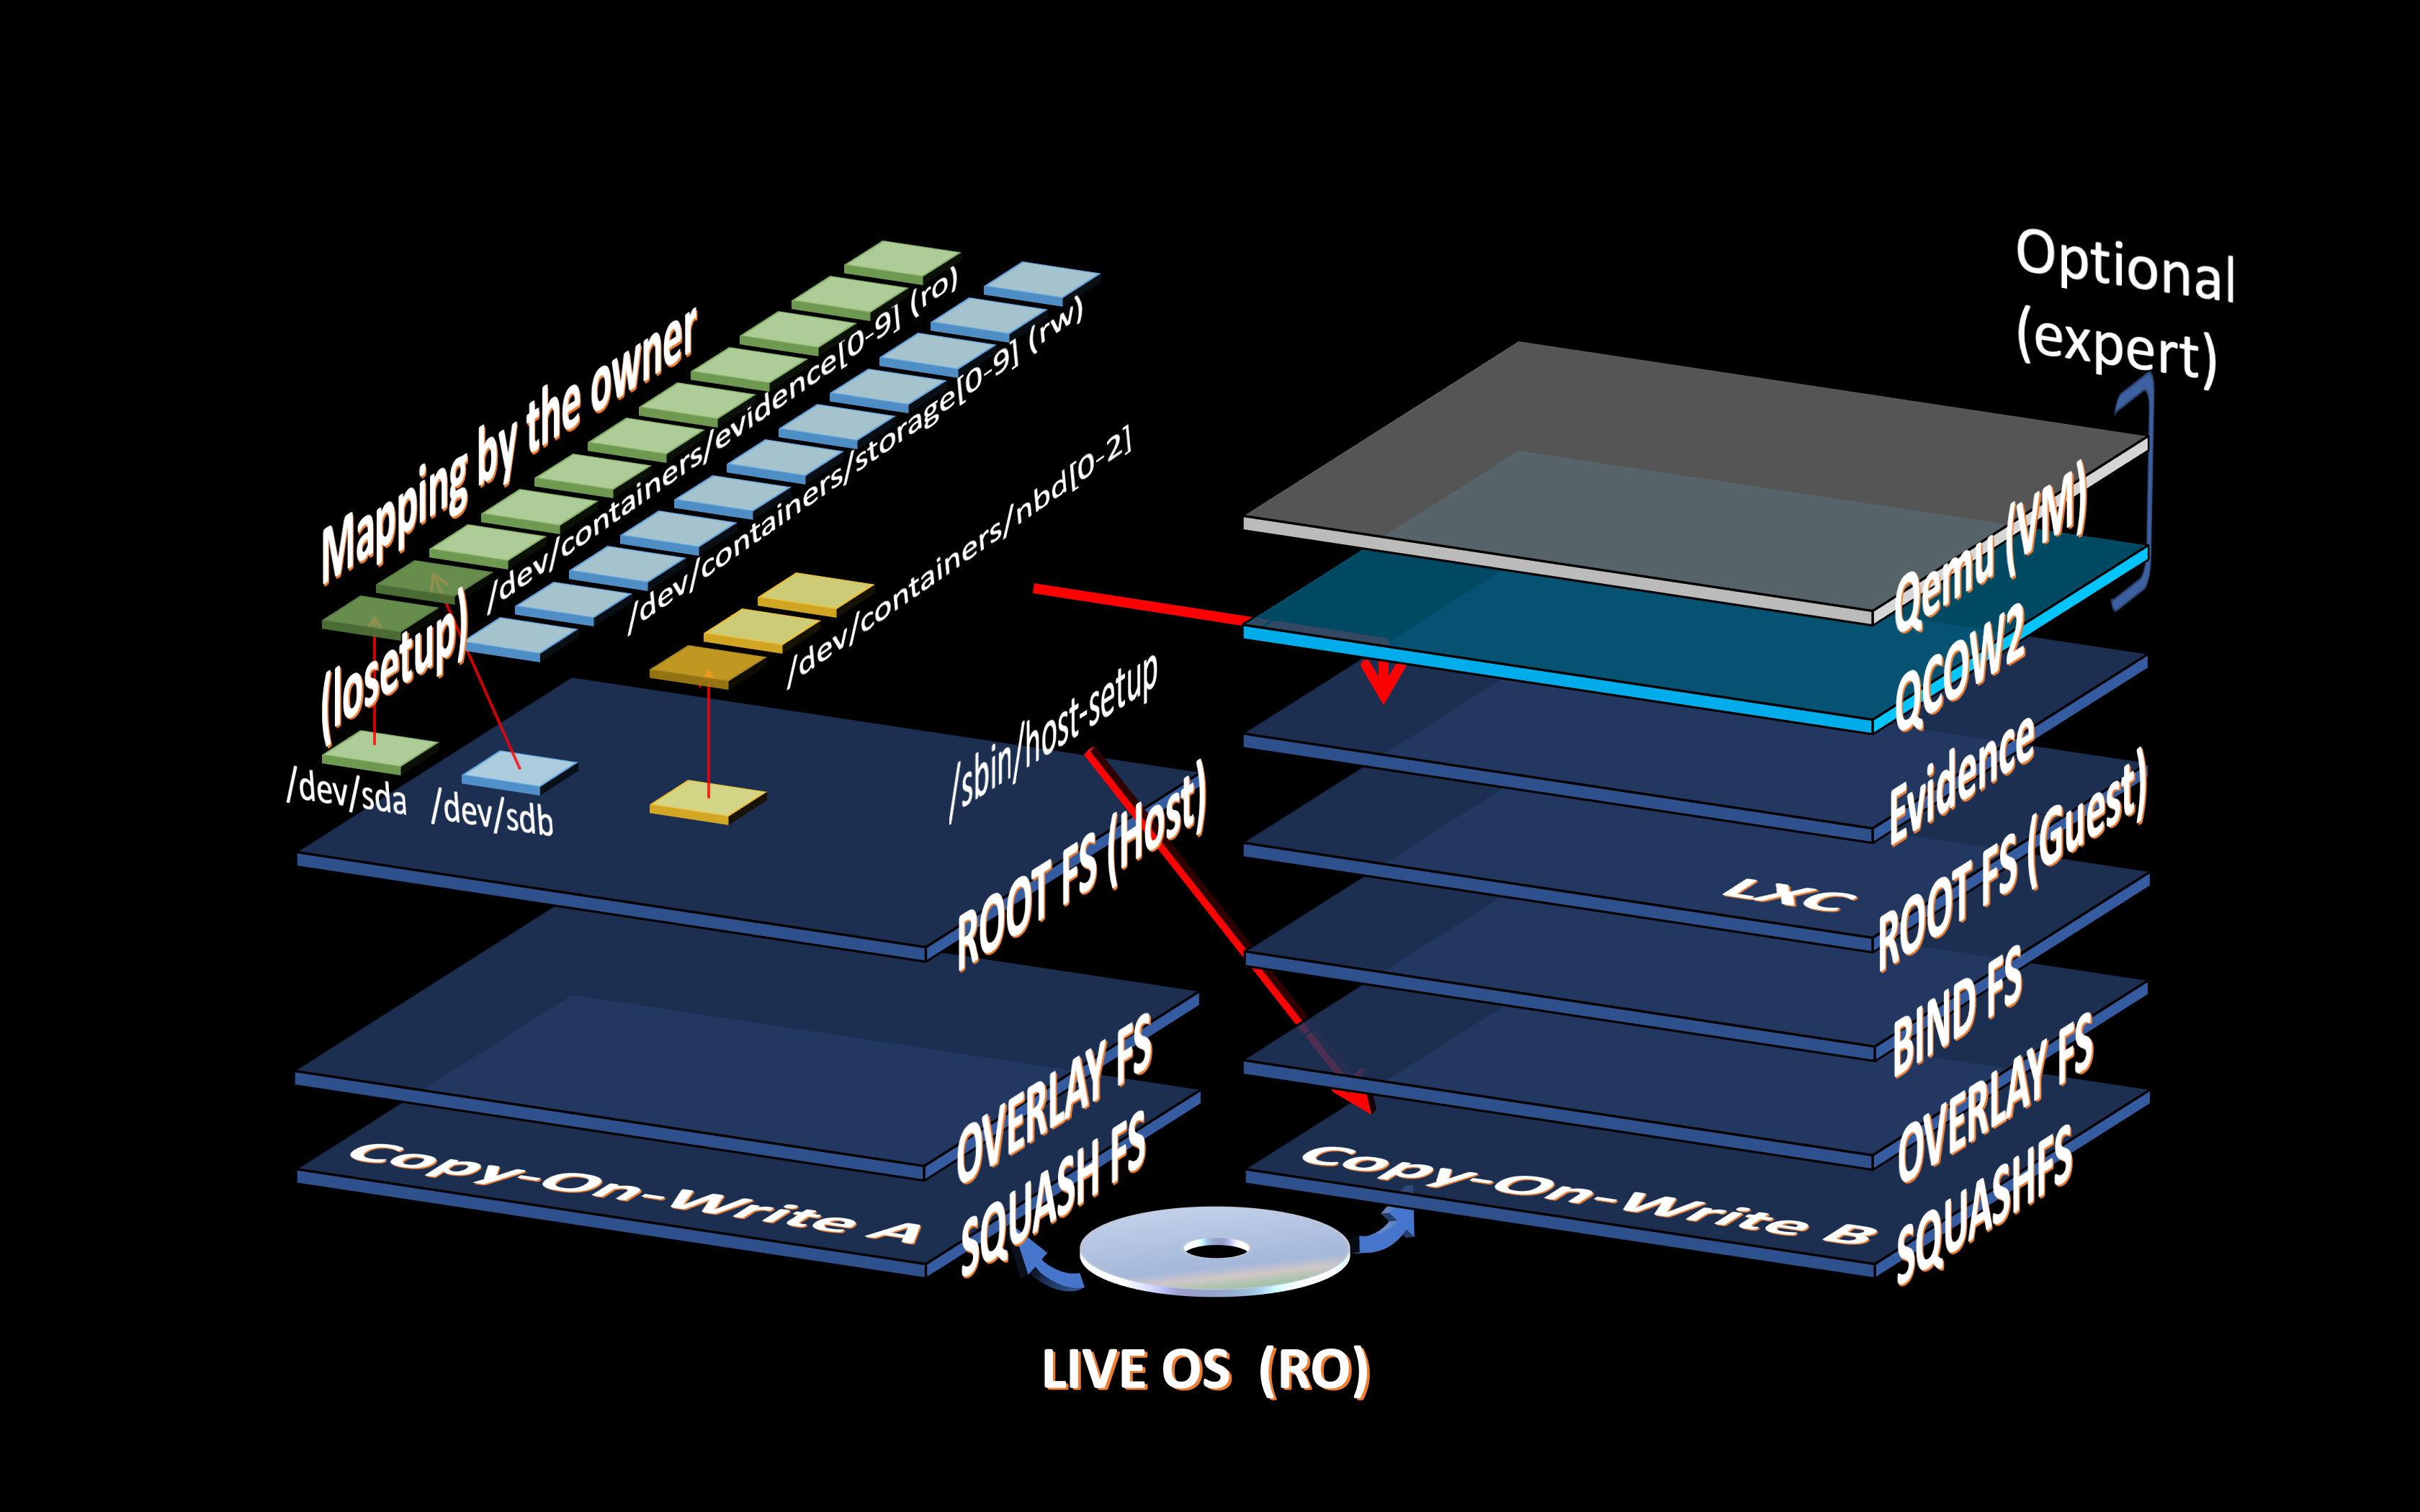 Mapping by the owner
(losetup)
/dev/containers/evidence[0-9] (ro)
/dev/containers/storage[0-9] (rw)
/dev/containers/nbd[0-2]
/dev/sda
/dev/sdb
/sbin/host-setup
ROOT FS (Host)
OVERLAY FS
SQUASH FS
Copy-On-Write A
Optional
(expert)
Qemu (VM)
QCOW2
Evidence
LXC
ROOT FS (Guest)
BIND FS
OVERLAY FS
SQUASHFS
Copy-On-Write B
LIVE OS (RO)